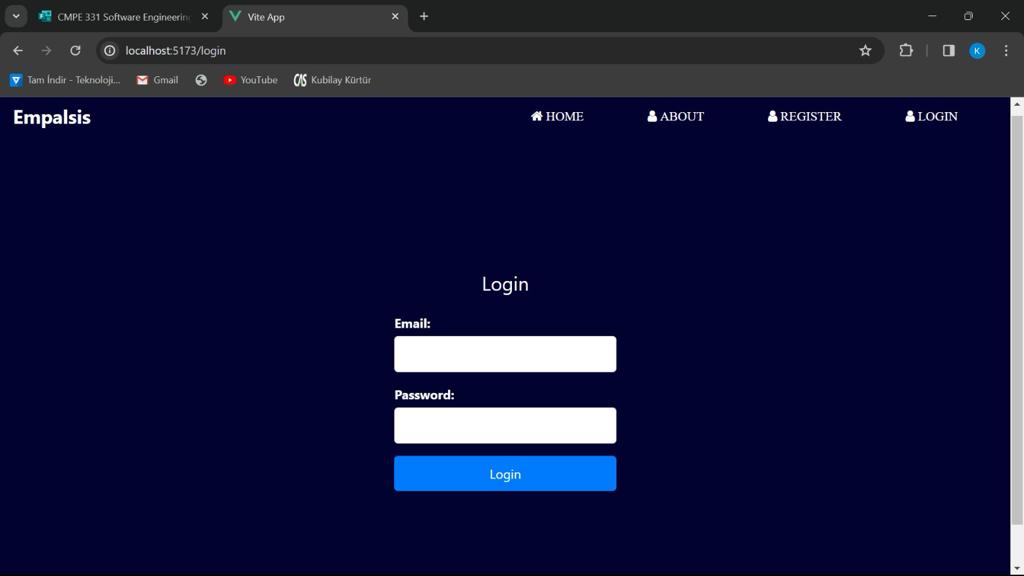 CMPE 331 Software Engineering
Vite App
localhost:5173/login
K
Tam İndir - Teknoloji...
Gmail
YouTube
Kubilay Kürtür
Empalsis
HOME
ABOUT
REGISTER
LOGIN
Login
Email:
Password:
Login